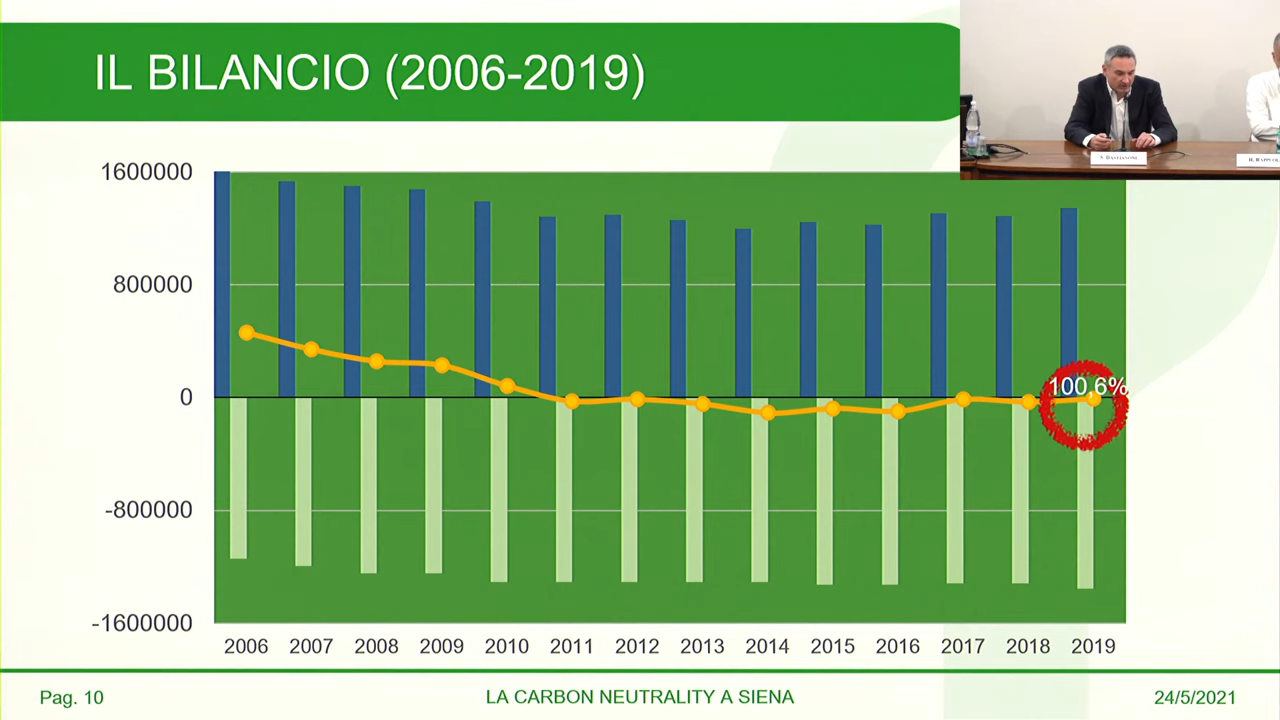 IL BILANCIO (2006-2019)
S. BASTIANONI
1600000
800000
0
-800000
-1600000
100,6%
2006 2007 2008 2009 2010 2011 2012 2013 2014 2015 2016 2017 2018 2019
Pag. 10
LA CARBON NEUTRALITY A SIENA
24/5/2021